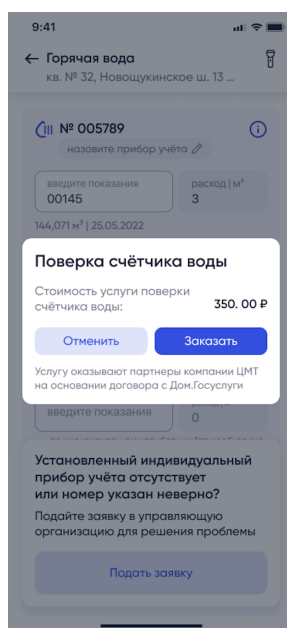 9:41
Горячая вода
кв. № 32, Новощукинское ш. 13 ...
№ 005789
назовите прибор учёта
введите показания
00145
расход | м³
3
144,071 м³ | 25.05.2022
Поверка счётчика воды
Стоимость услуги поверки
счётчика воды:
350. 00 ₽
Отменить
Заказать
Услугу оказывают партнеры компании ЦМТ
на основании договора с Дом.Госуслуги
введите показания
0
Установленный индивидуальный
прибор учёта отсутствует
или номер указан неверно?
Подайте заявку в управляющую
организацию для решения проблемы
Подать заявку